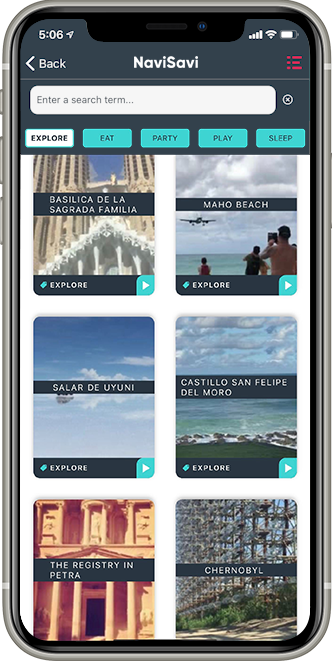 5:06
Back
NaviSavi
Enter a search term...
EXPLORE
EAT
PARTY
PLAY
SLEEP
BASILICA DE LA
SAGRADA FAMILIA
EXPLORE
MAHO BEACH
EXPLORE
SALAR DE UYUNI
EXPLORE
CASTILLO SAN FELIPE
DEL MORO
EXPLORE
THE REGISTRY IN
PETRA
CHERNOBYL